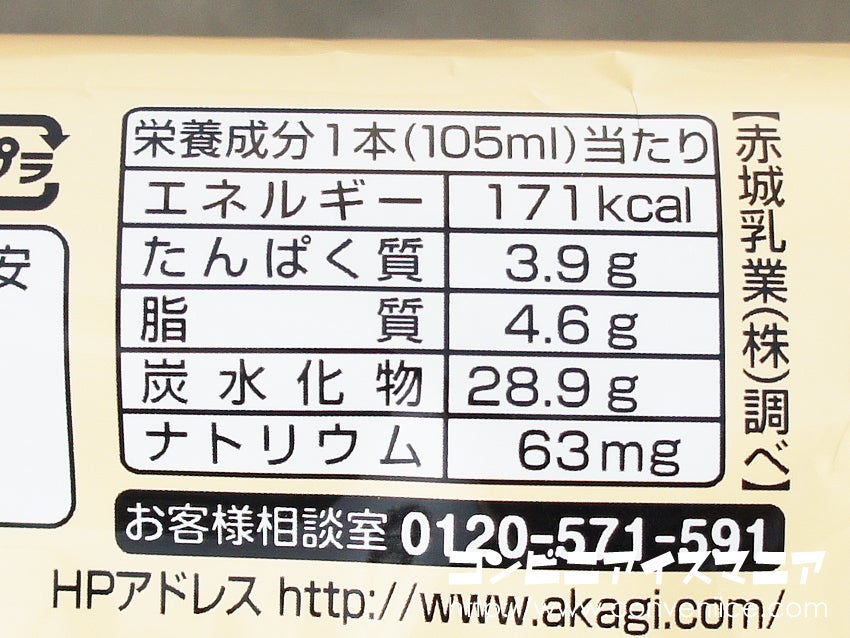 プラ
安
栄養成分1本(105ml)当たり
エネルギー 171kcal
たんぱく質 3.9g
脂質 4.6g
炭水化物 28.9g
ナトリウム 63mg
【赤城乳業(株)調べ】
お客様相談室 0120-571-591
HPアドレス http://www.akagi.com/
コンビニアイスマニア
http://www.conveniice.com